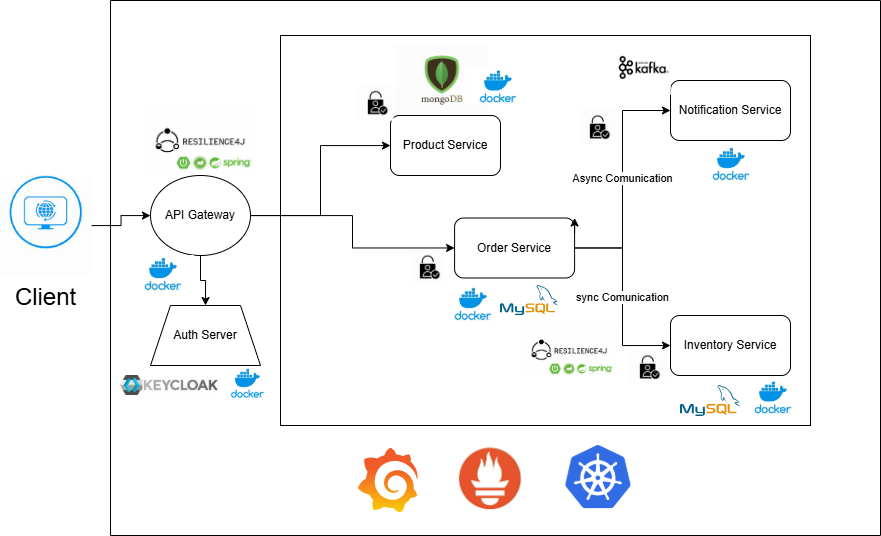 mongoDB
docker
kafka
Notification Service
docker
RESILIENCE4J
spring
Product Service
Async Comunication
API Gateway
Client
docker
Order Service
docker
MySQL
sync Comunication
Auth Server
KEYCLOAK
docker
RESILIENCE4J
spring
Inventory Service
MySQL
docker